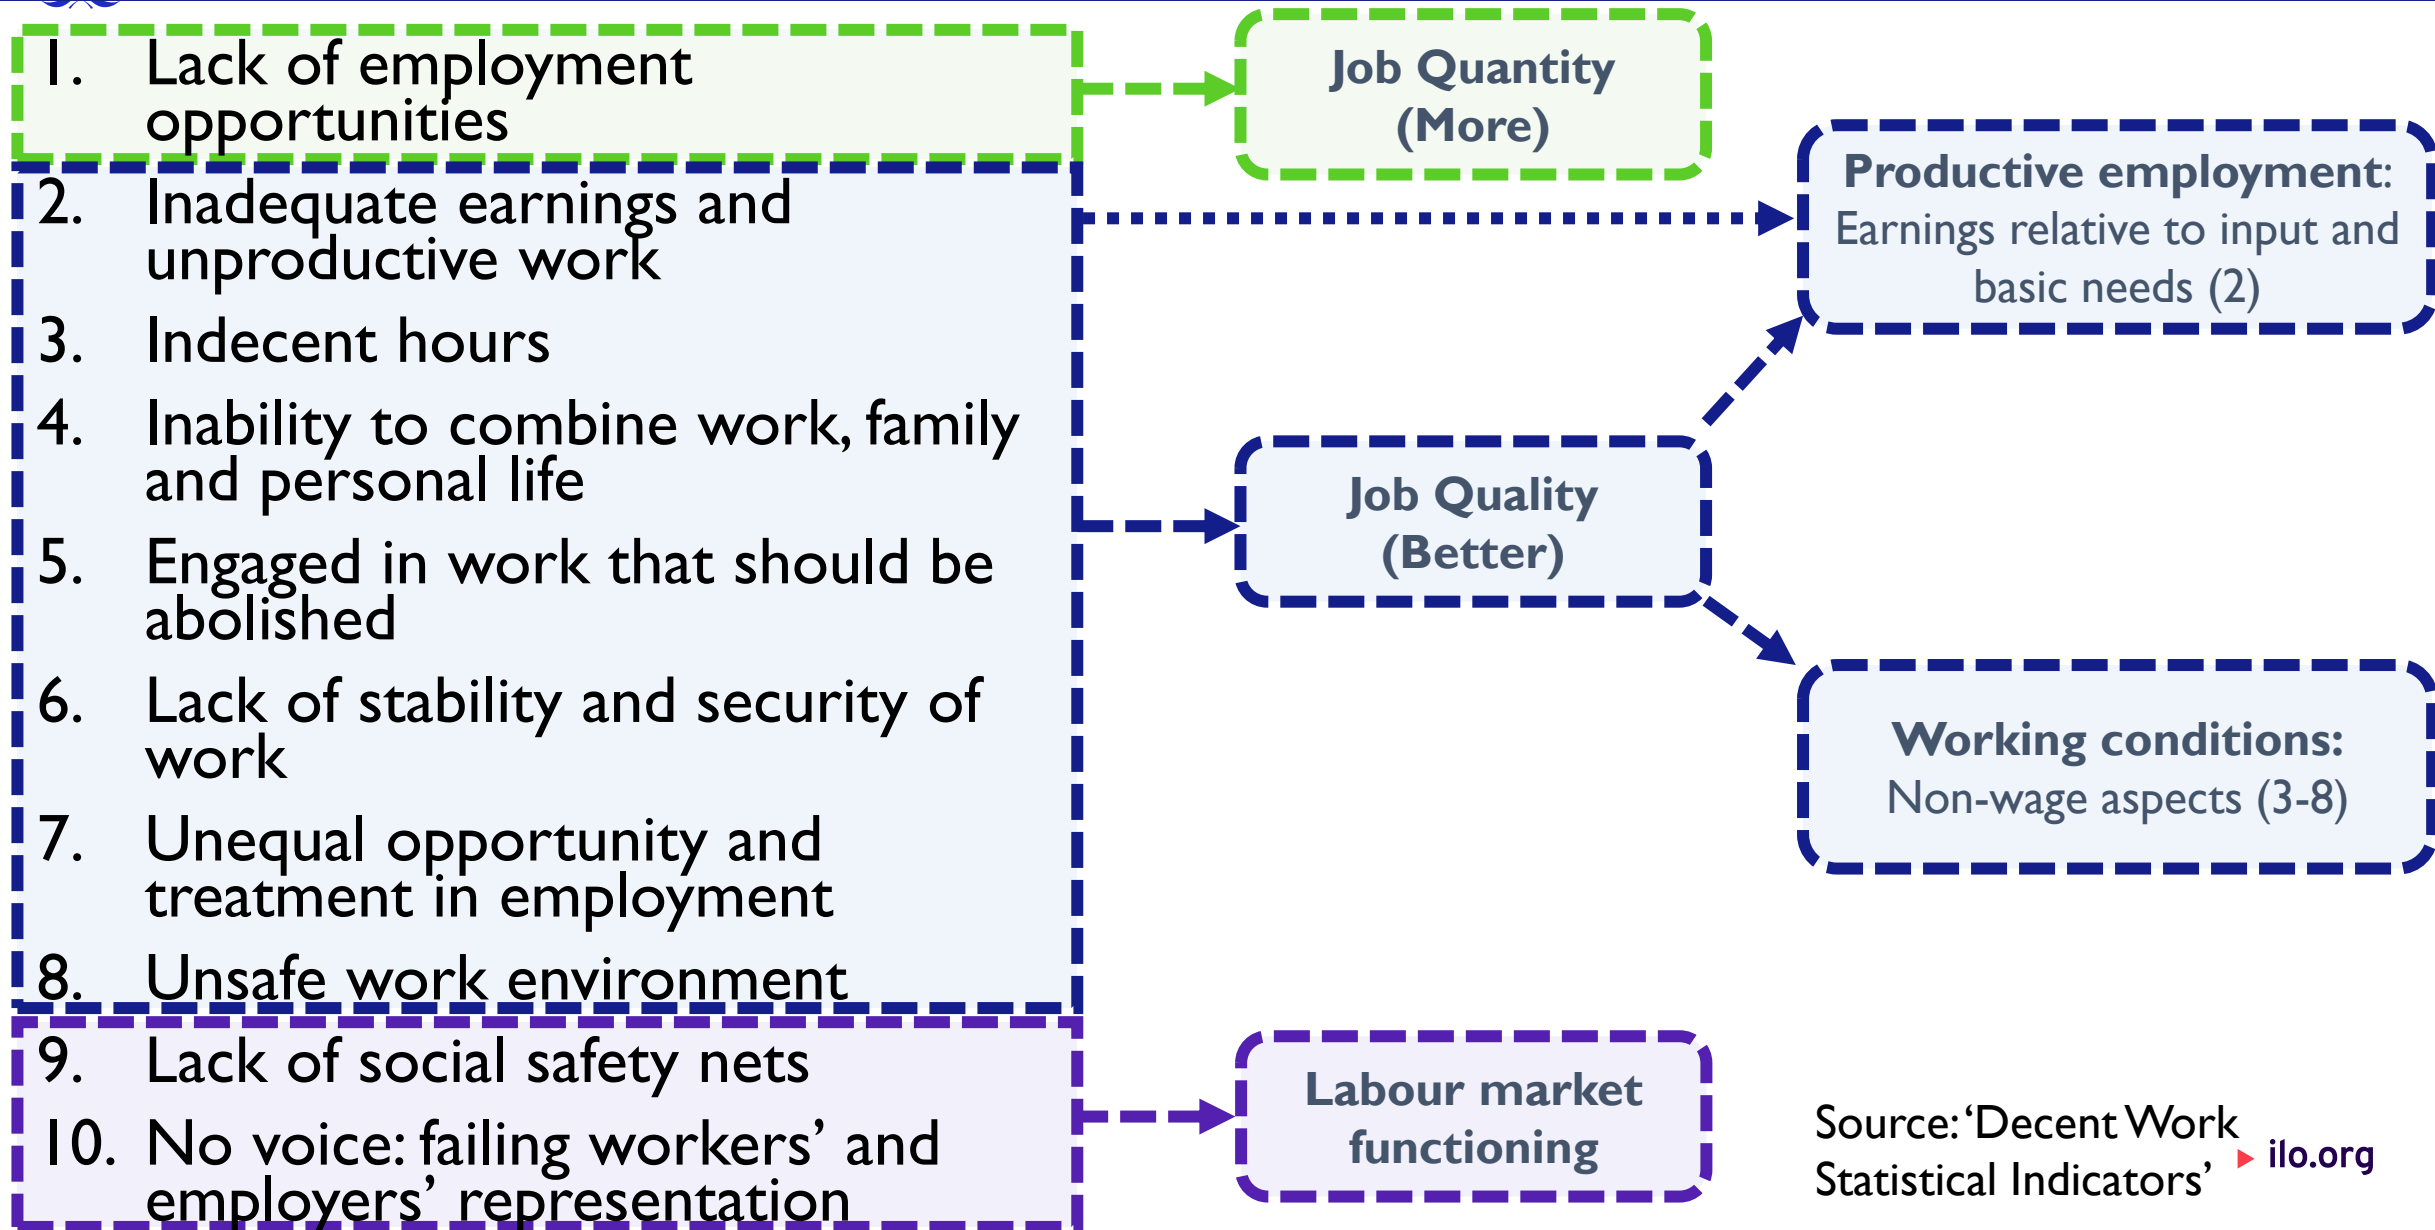 1. Lack of employment
opportunities
2. Inadequate earnings and
unproductive work
3. Indecent hours
4. Inability to combine work, family
and personal life
5. Engaged in work that should be
abolished
6. Lack of stability and security of
work
7. Unequal opportunity and
treatment in employment
8. Unsafe work environment
9. Lack of social safety nets
10. No voice: failing workers’ and
employers’ representation
Job Quantity
(More)
Job Quality
(Better)
Labour market
functioning
Productive employment:
Earnings relative to input and
basic needs (2)
Working conditions:
Non-wage aspects (3-8)
Source: ‘Decent Work
Statistical Indicators’
ilo.org